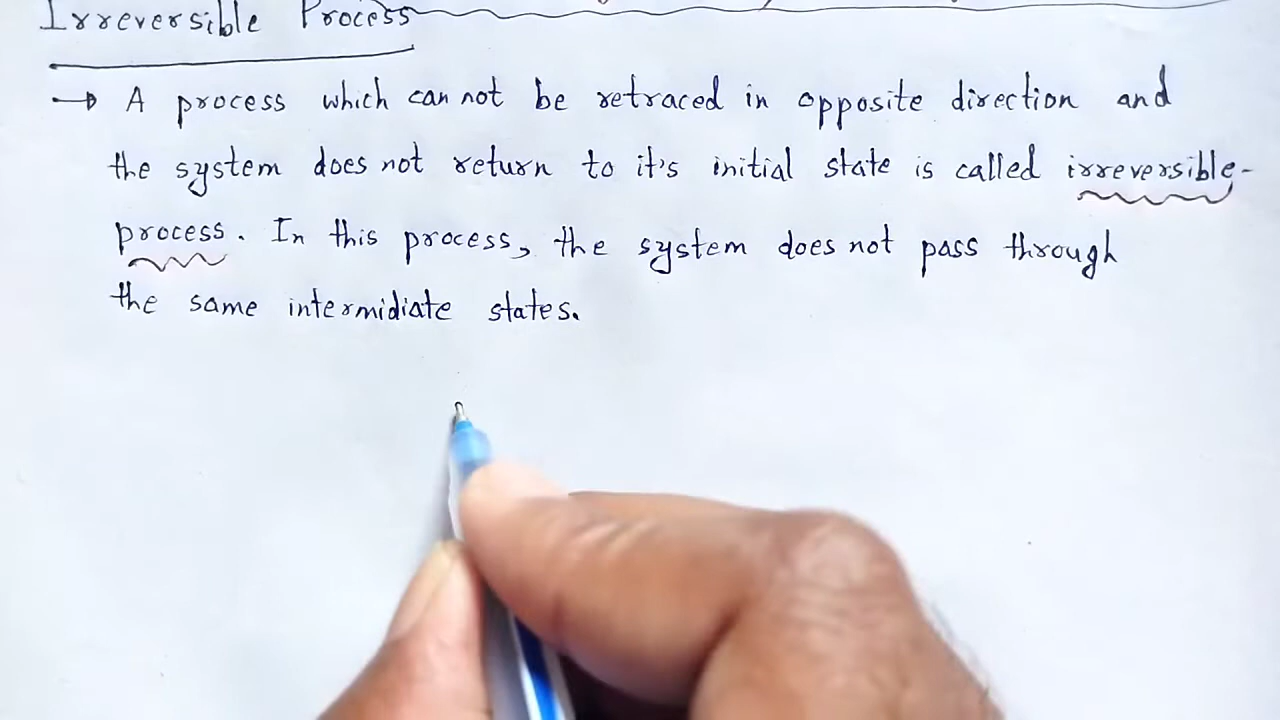 Irreversible Process
→ A process which can not be retraced in opposite direction and
the system does not return to it's initial state is called irreversible-
process. In this process, the system does not pass through
the same intermidiate states.